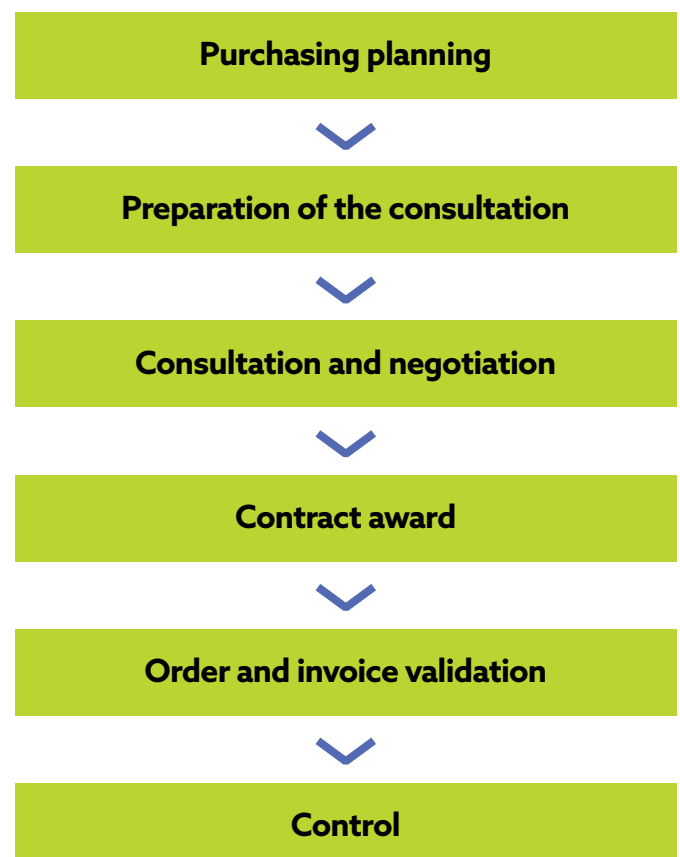 Purchasing planning
Preparation of the consultation
Consultation and negotiation
Contract award
Order and invoice validation
Control